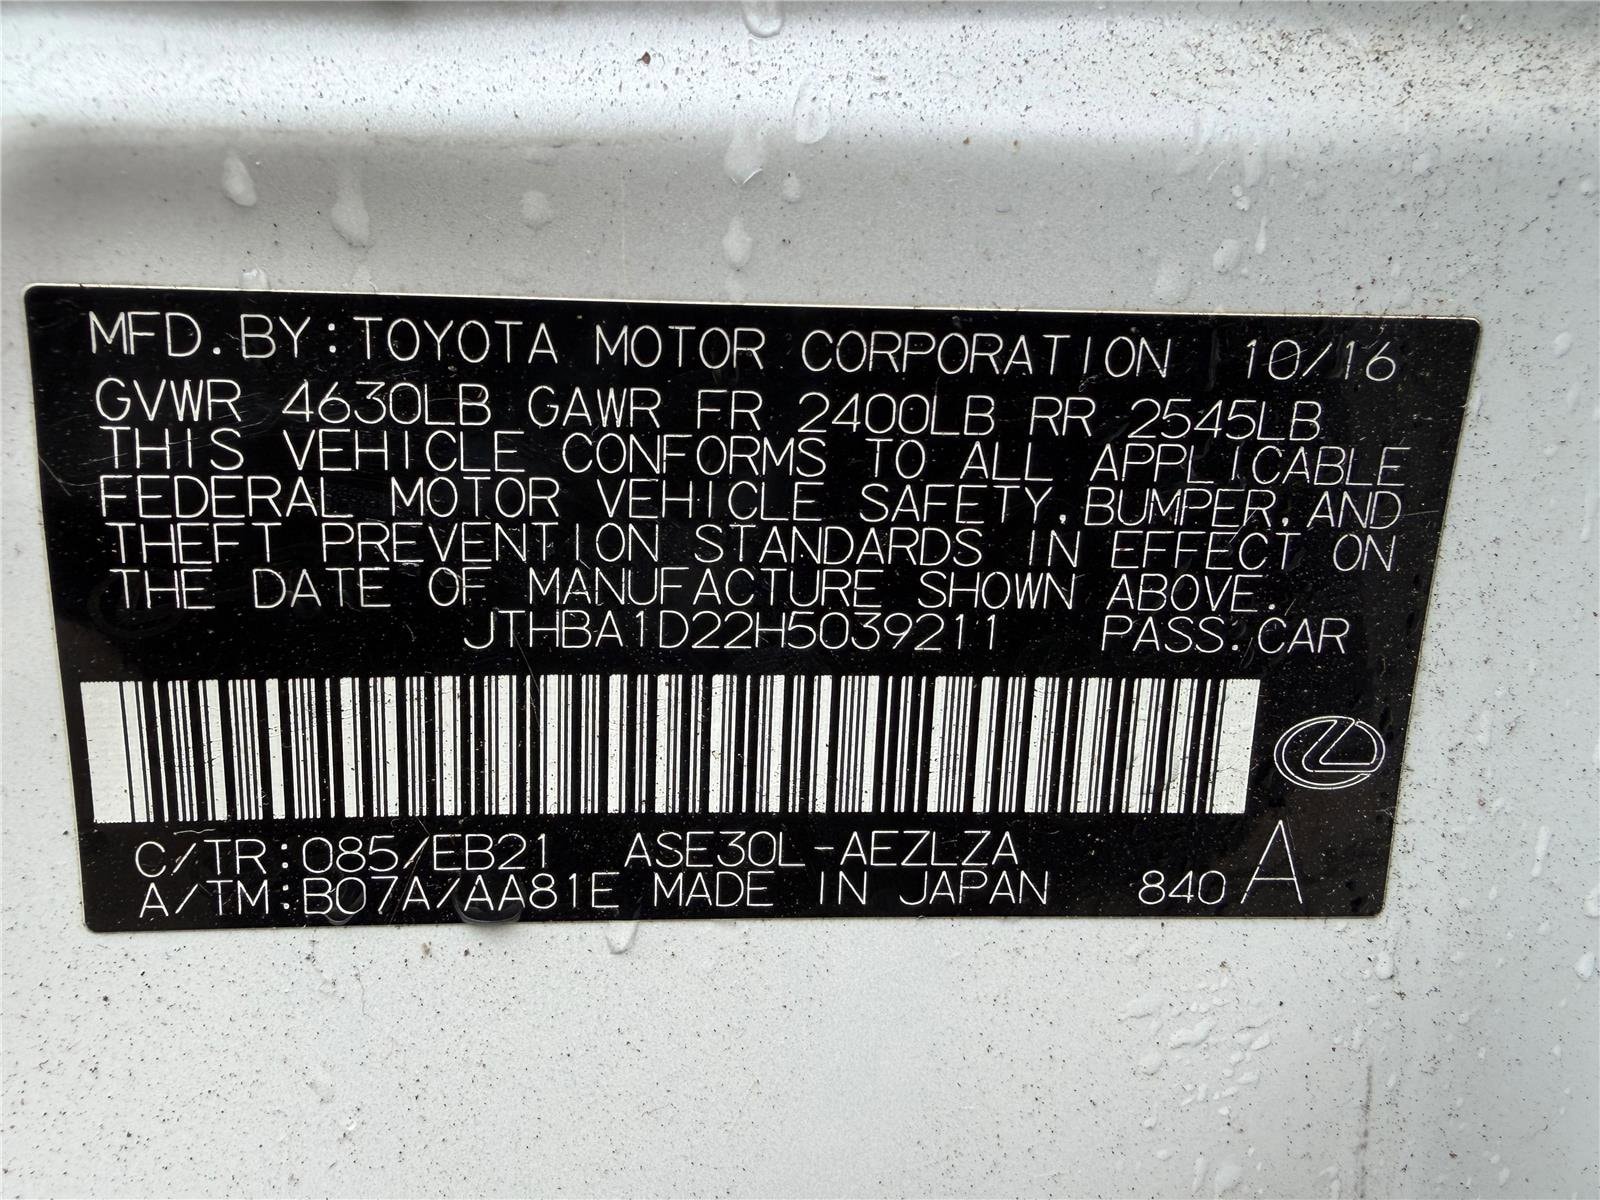 MFD. BY: TOYOTA MOTOR CORPORATION 10/16
GVWR 4630LB GAWR FR 2400LB RR 2545LB
THIS VEHICLE CONFORMS TO ALL APPLICABLE
FEDERAL MOTOR VEHICLE SAFETY, BUMPER, AND
THEFT PREVENTION STANDARDS IN EFFECT ON
THE DATE OF MANUFACTURE SHOWN ABOVE.
JTHBA1D22H5039211 PASS. CAR
C/TR: 085/EB21 ASE30L-AEZLZA
A/TM: B07A/AA81E MADE IN JAPAN 840 A